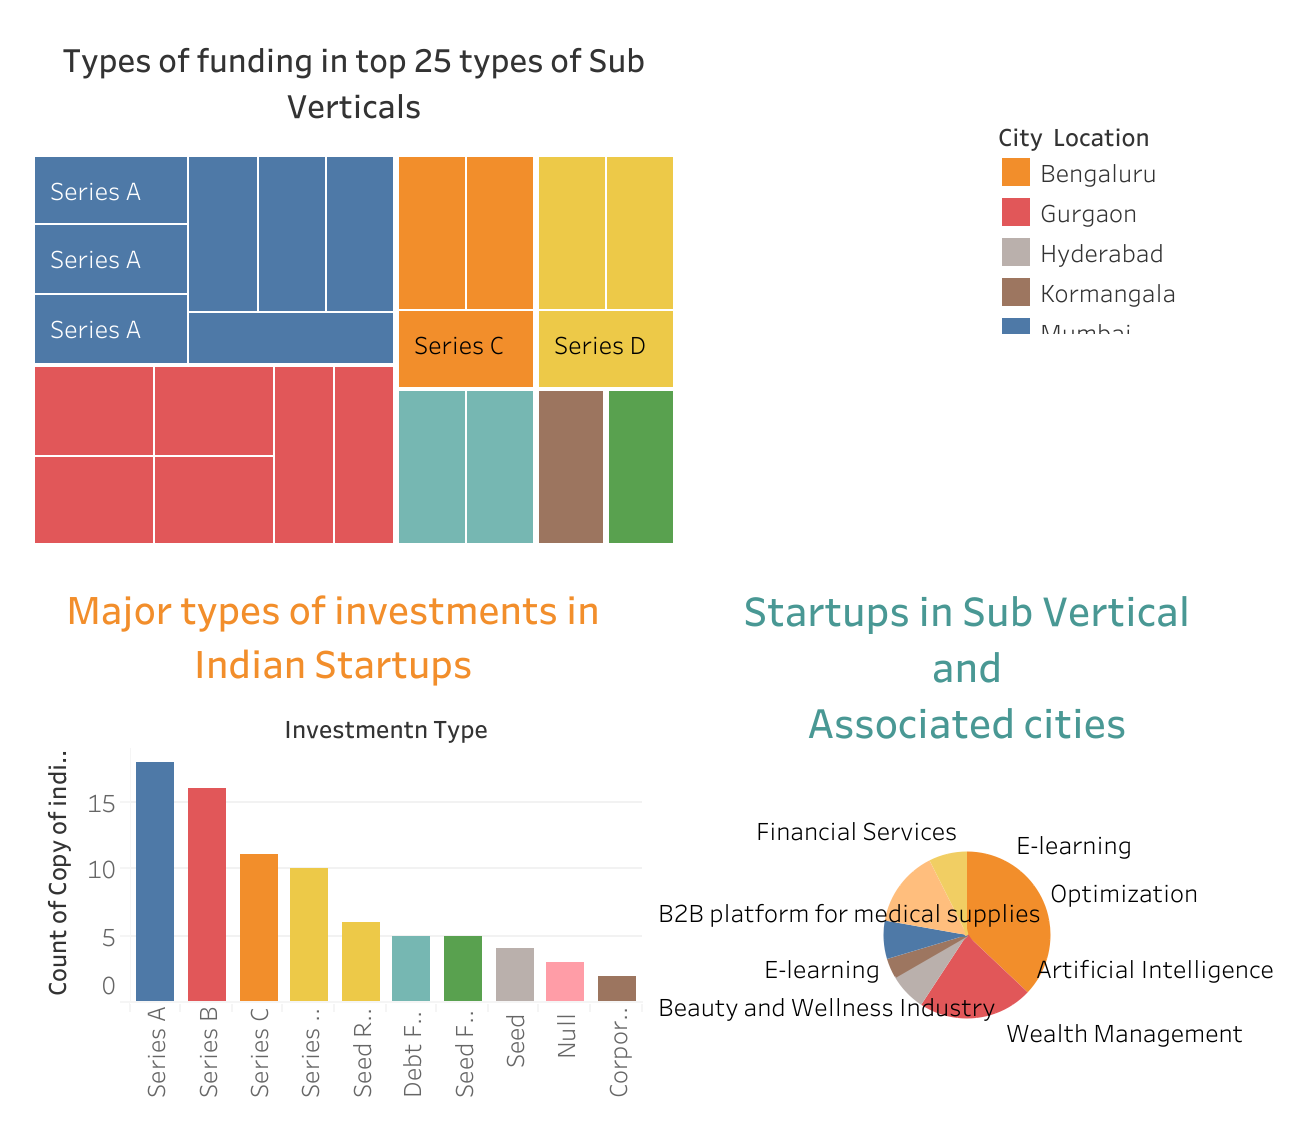 Types of funding in top 25 types of Sub
Verticals
Series A
Series A
Series A
Series C
Series D
City Location
Bengaluru
Gurgaon
Hyderabad
Kormangala
Mumbai
Major types of investments in
Indian Startups
Investmentn Type
Count of Copy of indi..
15
10
5
0
Series A
Series B
Series C
Series ..
Seed R..
Debt F..
Seed F..
Seed
Null
Corpor..
Startups in Sub Vertical
and
Associated cities
Financial Services
E-learning
Optimization
B2B platform for medical supplies
E-learning
Artificial Intelligence
Beauty and Wellness Industry
Wealth Management